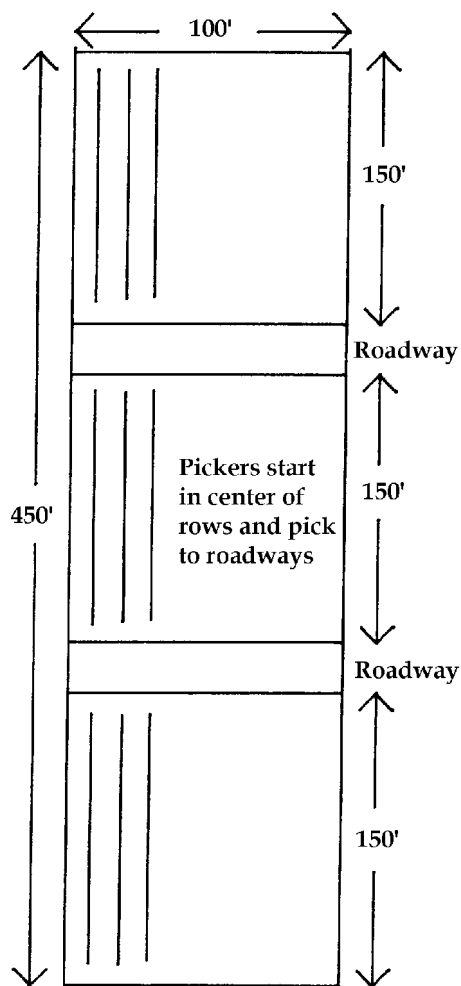 100'
150'
Roadway
Pickers start
in center of
rows and pick
to roadways
150'
450'
Roadway
150'